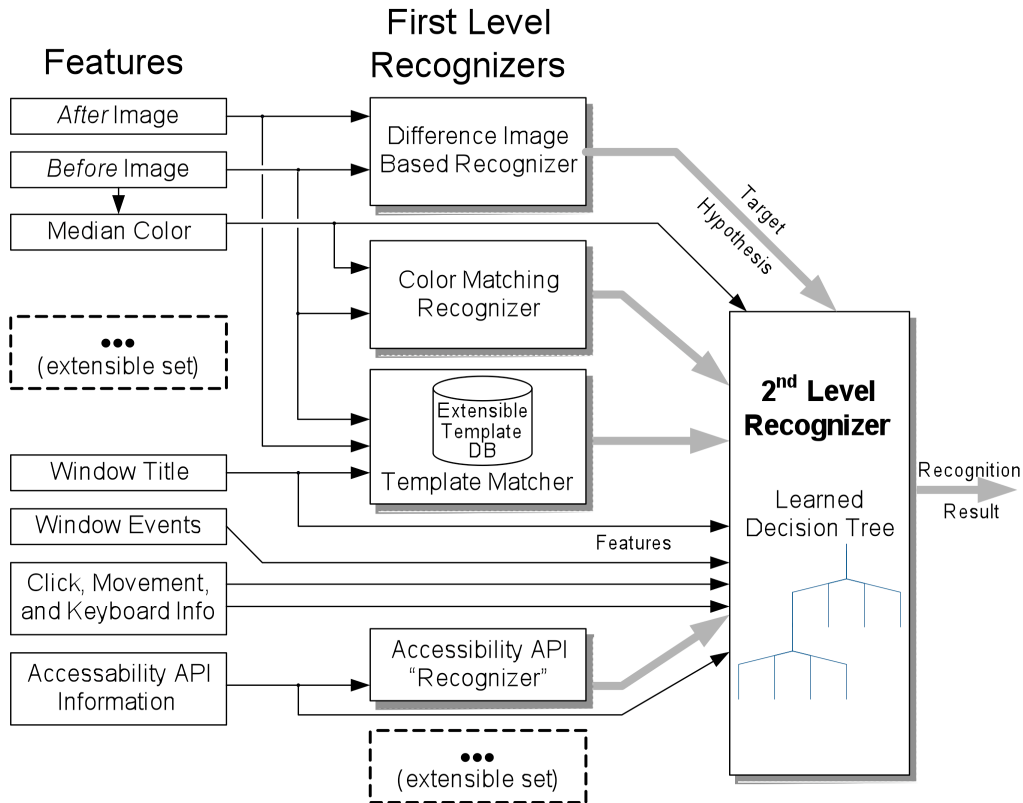 Features
After Image
Before Image
Median Color
•••
(extensible set)
Window Title
Window Events
Click, Movement,
and Keyboard Info
Accessability API
Information
First Level
Recognizers
Difference Image
Based Recognizer
Color Matching
Recognizer
Extensible
Template
DB
Template Matcher
Features
Accessibility API
“Recognizer”
•••
(extensible set)
Target
Hypothesis
2nd Level
Recognizer
Learned
Decision Tree
Recognition
Result